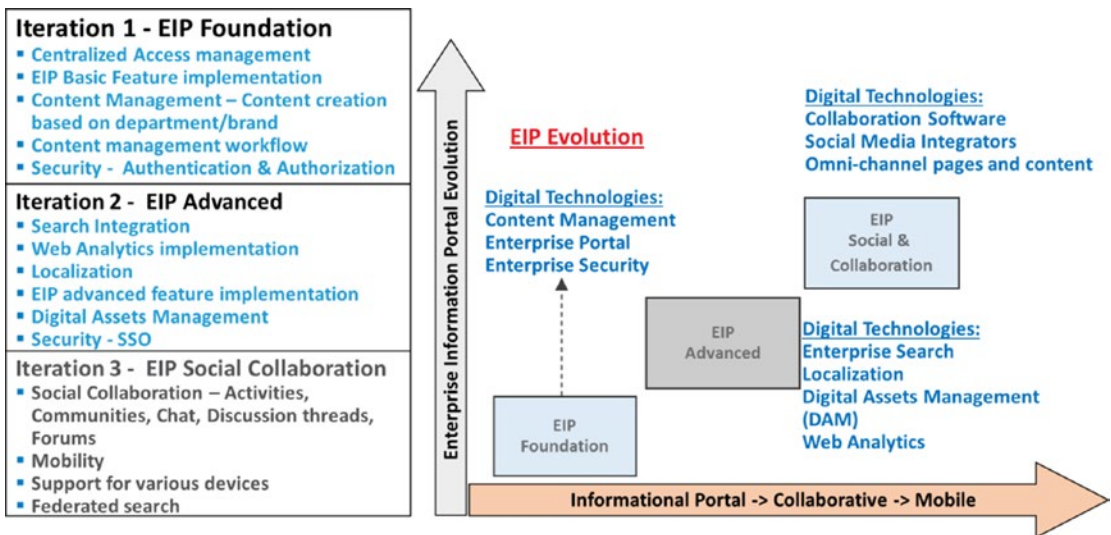 Iteration 1 - EIP Foundation
▪ Centralized Access management
▪ EIP Basic Feature implementation
▪ Content Management – Content creation
based on department/brand
▪ Content management workflow
▪ Security - Authentication & Authorization
Iteration 2 - EIP Advanced
▪ Search Integration
▪ Web Analytics implementation
▪ Localization
▪ EIP advanced feature implementation
▪ Digital Assets Management
▪ Security - SSO
Iteration 3 - EIP Social Collaboration
▪ Social Collaboration – Activities,
Communities, Chat, Discussion threads,
Forums
▪ Mobility
▪ Support for various devices
▪ Federated search
Enterprise Information Portal Evolution
EIP Evolution
Digital Technologies:
Content Management
Enterprise Portal
Enterprise Security
EIP
Foundation
EIP
Advanced
Digital Technologies:
Collaboration Software
Social Media Integrators
Omni-channel pages and content
EIP
Social &
Collaboration
Digital Technologies:
Enterprise Search
Localization
Digital Assets Management
(DAM)
Web Analytics
Informational Portal -> Collaborative -> Mobile